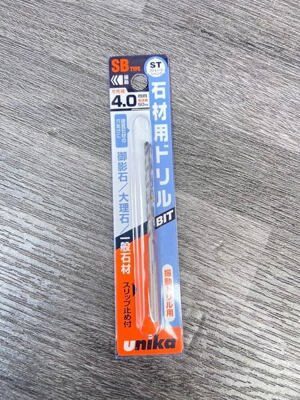 SB TYPE
ST
4.0
石材用ドリル
BIT
御影石/大理石/一般石材
スリップ止め付
振動ドリル用
unika